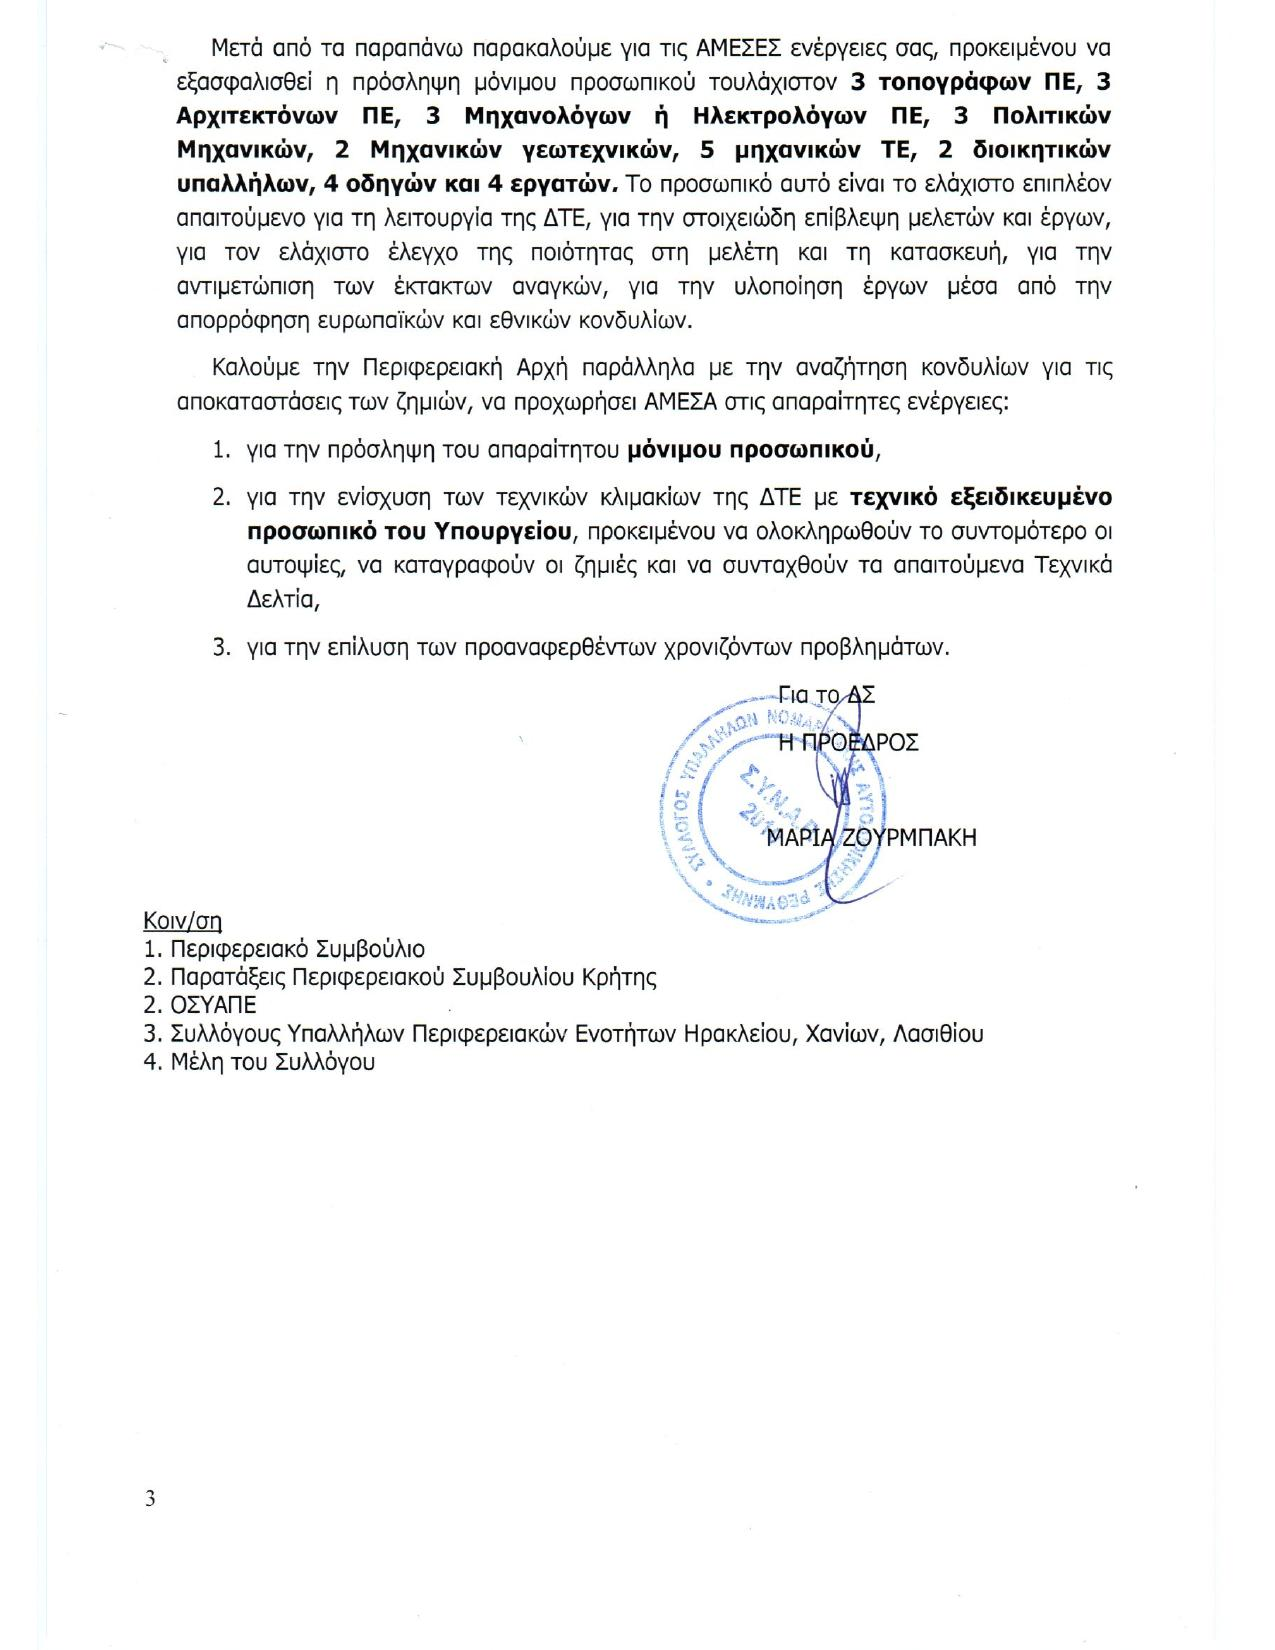 Μετά από τα παραπάνω παρακαλούμε για τις ΑΜΕΣΕΣ ενέργειες σας, προκειμένου να
εξασφαλισθεί η πρόσληψη μόνιμου προσωπικού τουλάχιστον 3 τοπογράφων ΠΕ, 3
Αρχιτεκτόνων ΠΕ, 3 Μηχανολόγων ή Ηλεκτρολόγων ΠΕ, 3 Πολιτικών
Μηχανικών, 2 Μηχανικών γεωτεχνικών, 5 μηχανικών ΤΕ, 2 διοικητικών
υπαλλήλων, 4 οδηγών και 4 εργατών. Το προσωπικό αυτό είναι το ελάχιστο επιπλέον
απαιτούμενο για τη λειτουργία της ΔΤΕ, για την στοιχειώδη επίβλεψη μελετών και έργων,
για τον ελάχιστο έλεγχο της ποιότητας στη μελέτη και τη κατασκευή, για την
αντιμετώπιση των έκτακτων αναγκών, για την υλοποίηση έργων μέσα από την
απορρόφηση ευρωπαϊκών και εθνικών κονδυλίων.
Καλούμε την Περιφερειακή Αρχή παράλληλα με την αναζήτηση κονδυλίων για τις
αποκαταστάσεις των ζημιών, να προχωρήσει ΑΜΕΣΑ στις απαραίτητες ενέργειες:
1. για την πρόσληψη του απαραίτητου μόνιμου προσωπικού,
2. για την ενίσχυση των τεχνικών κλιμακίων της ΔΤΕ με τεχνικό εξειδικευμένο
προσωπικό του Υπουργείου, προκειμένου να ολοκληρωθούν το συντομότερο οι
αυτοψίες, να καταγραφούν οι ζημιές και να συνταχθούν τα απαιτούμενα Τεχνικά
Δελτία,
3. για την επίλυση των προαναφερθέντων χρονιζόντων προβλημάτων.
Για το ΔΣ
Η ΠΡΟΕΔΡΟΣ
ΣΥΛΛΟΓΟΣ ΥΠΑΛΛΗΛΩΝ ΡΕΘΥΜΝΗΣ
Σ.Υ.Ν.Α.Ρ.
ΜΑΡΙΑ ΖΟΥΡΜΠΑΚΗ
Κοιν/ση
1. Περιφερειακό Συμβούλιο
2. Παρατάξεις Περιφερειακού Συμβουλίου Κρήτης
2. ΟΣΥΑΠΕ
3. Συλλόγους Υπαλλήλων Περιφερειακών Ενοτήτων Ηρακλείου, Χανίων, Λασιθίου
4. Μέλη του Συλλόγου
3